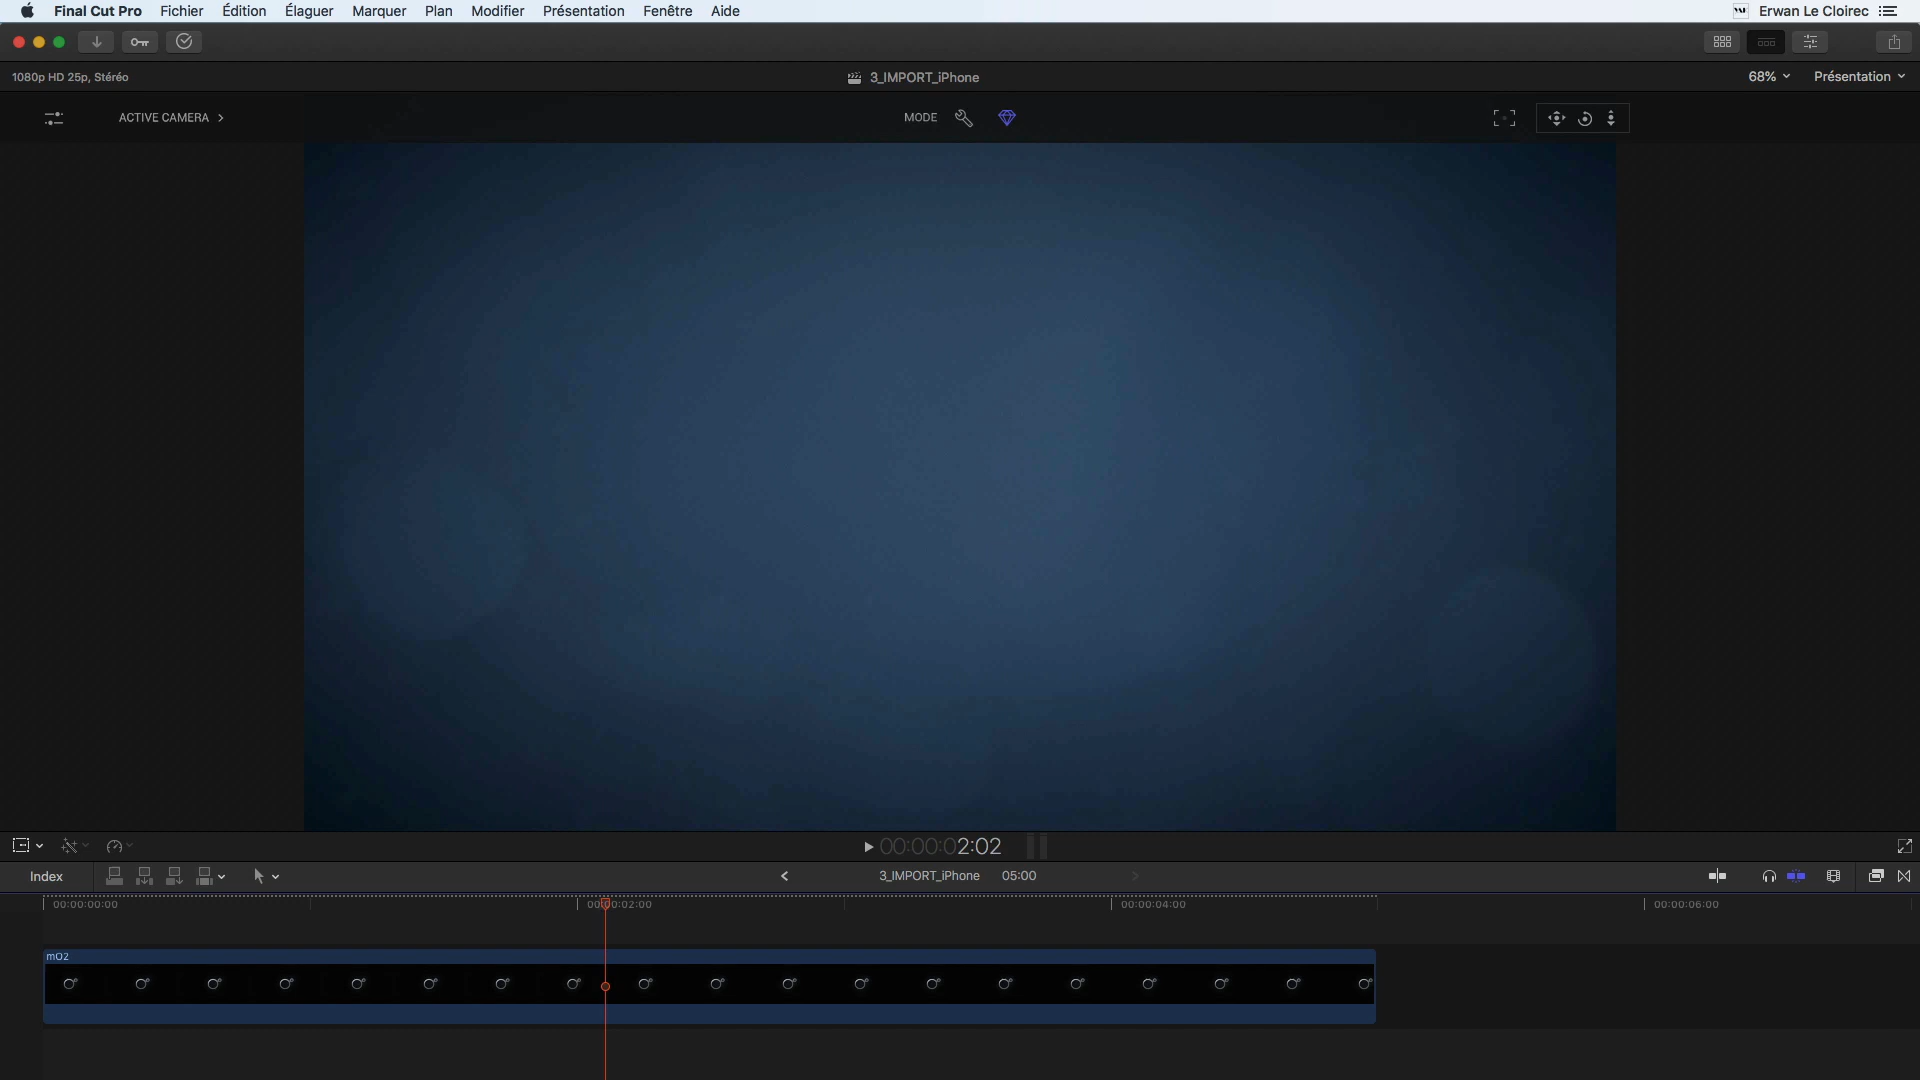 Final Cut Pro Fichier Édition Élaguer Marquer Plan Modifier Présentation Fenêtre Aide Erwan Le Cloirec
1080p HD 25p, Stéréo 3_IMPORT_iPhone 68% Présentation
ACTIVE CAMERA MODE
00:00:02:02
Index 3_IMPORT_iPhone 05:00
00:00:00:00 00:00:02:00 00:00:04:00 00:00:06:00
mO2